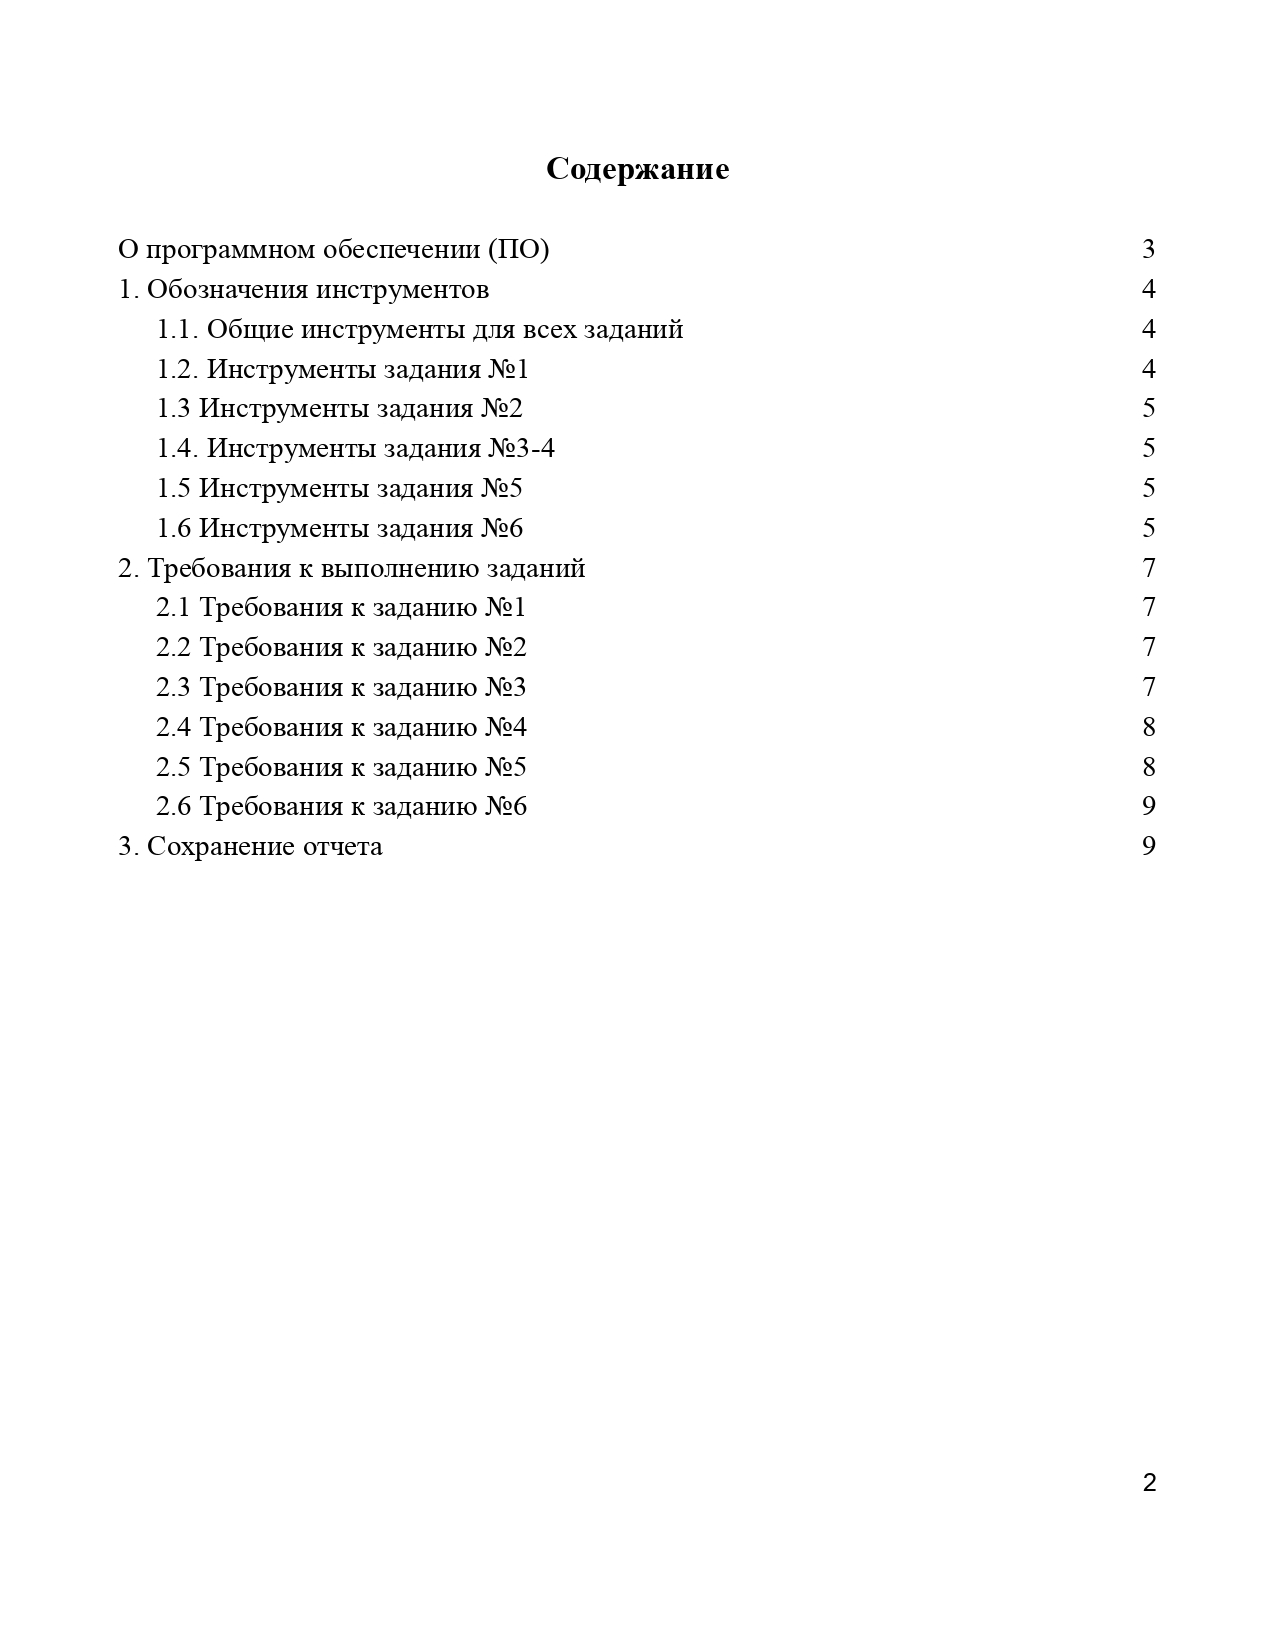 Содержание
О программном обеспечении (ПО) 3
1. Обозначения инструментов 4
1.1. Общие инструменты для всех заданий 4
1.2. Инструменты задания №1 4
1.3 Инструменты задания №2 5
1.4. Инструменты задания №3-4 5
1.5 Инструменты задания №5 5
1.6 Инструменты задания №6 5
2. Требования к выполнению заданий 7
2.1 Требования к заданию №1 7
2.2 Требования к заданию №2 7
2.3 Требования к заданию №3 7
2.4 Требования к заданию №4 8
2.5 Требования к заданию №5 8
2.6 Требования к заданию №6 9
3. Сохранение отчета 9
2